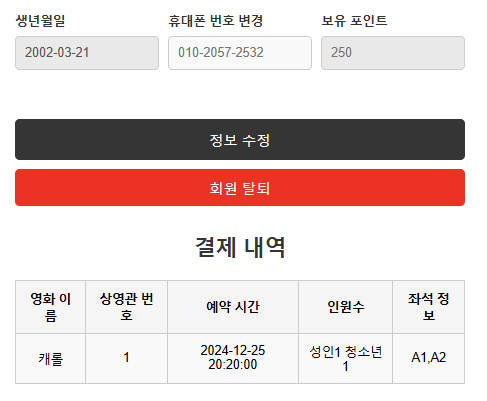 생년월일 휴대폰 번호 변경 보유 포인트
2002-03-21 010-2057-2532 250
정보 수정
회원 탈퇴
결제 내역
영화 이름 상영관 번호 예약 시간 인원수 좌석 정보
캐롤 1 2024-12-25 20:20:00 성인1 청소년1 A1,A2